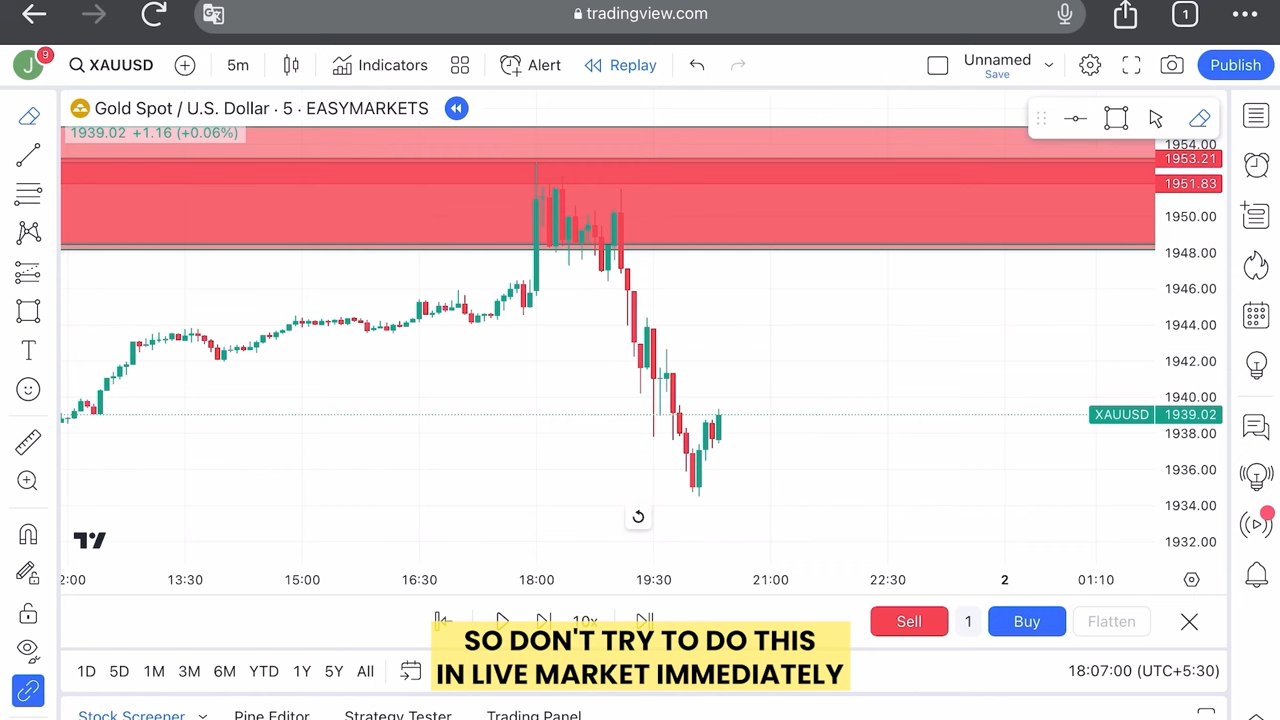 tradingview.com
1
J
9
XAUUSD
5m
Indicators
Alert
Replay
Unnamed
Save
Publish
Gold Spot / U.S. Dollar · 5 · EASYMARKETS
1939.02 +1.16 (+0.06%)
1954.00
1953.21
1951.83
1950.00
1948.00
1946.00
1944.00
1942.00
1940.00
XAUUSD 1939.02
1938.00
1936.00
1934.00
1932.00
2:00 13:30 15:00 16:30 18:00 19:30 21:00 22:30 2 01:10
10x
Sell 1 Buy Flatten
SO DON'T TRY TO DO THIS
IN LIVE MARKET IMMEDIATELY
1D 5D 1M 3M 6M YTD 1Y 5Y All
18:07:00 (UTC+5:30)
Stock Screener Pine Editor Strategy Tester Trading Panel